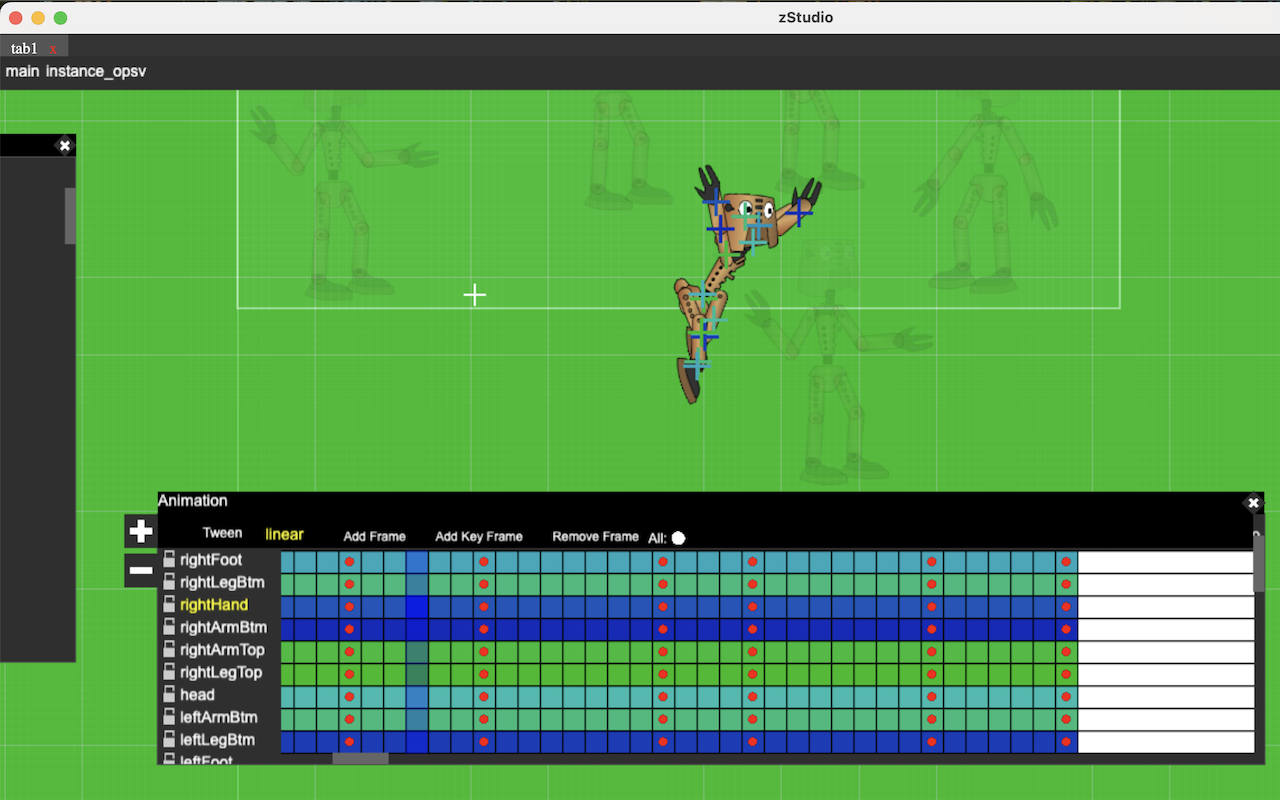 zStudio
tab1 x
main instance_opsv
Animation
Tween linear Add Frame Add Key Frame Remove Frame All:
rightFoot
rightLegBtm
rightHand
rightArmBtm
rightArmTop
rightLegTop
head
leftArmBtm
leftLegBtm
leftFoot